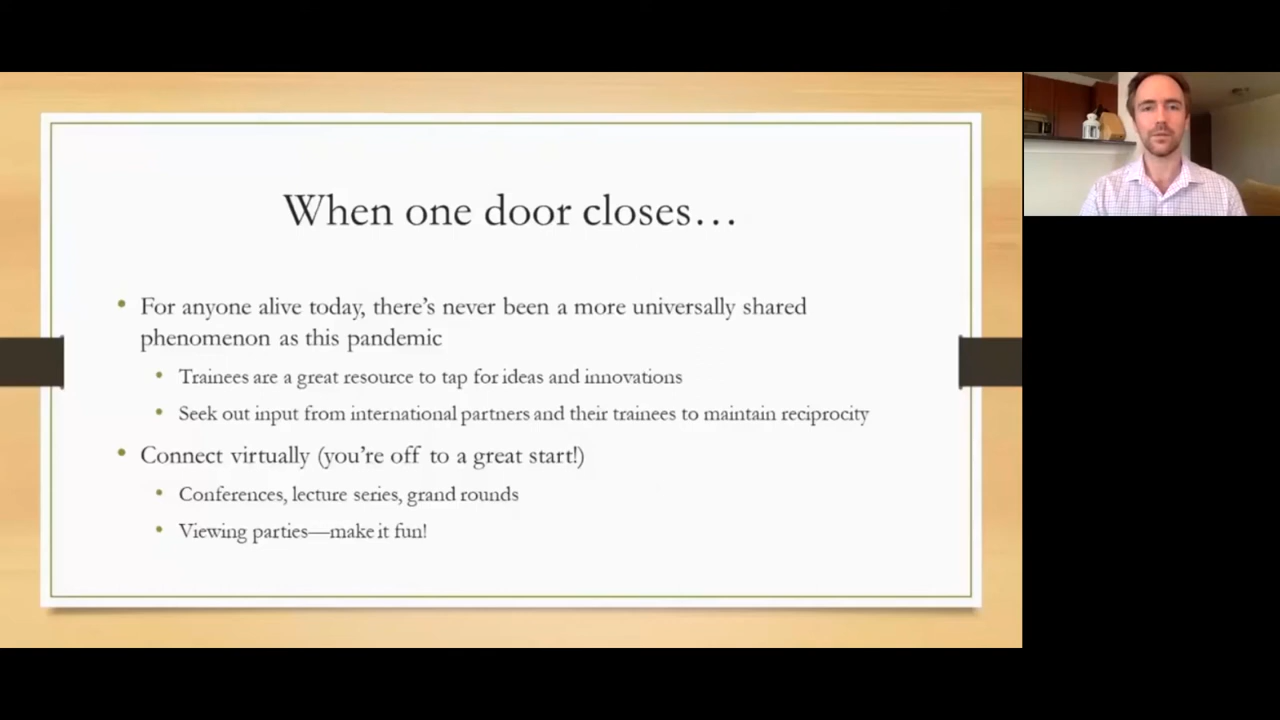 When one door closes…
• For anyone alive today, there’s never been a more universally shared
phenomenon as this pandemic
• Trainees are a great resource to tap for ideas and innovations
• Seek out input from international partners and their trainees to maintain reciprocity
• Connect virtually (you’re off to a great start!)
• Conferences, lecture series, grand rounds
• Viewing parties—make it fun!